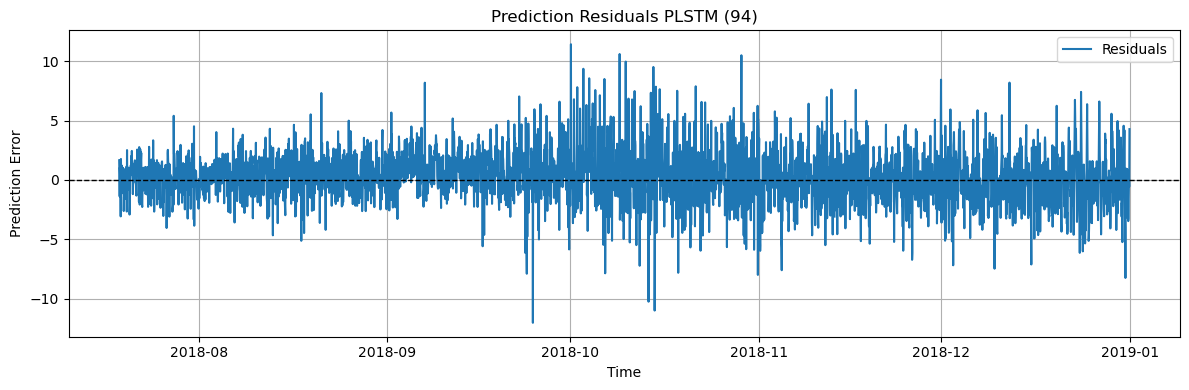 Prediction Residuals PLSTM (94)
Residuals
10
5
0
−5
−10
Prediction Error
2018-08
2018-09
2018-10
2018-11
2018-12
2019-01
Time